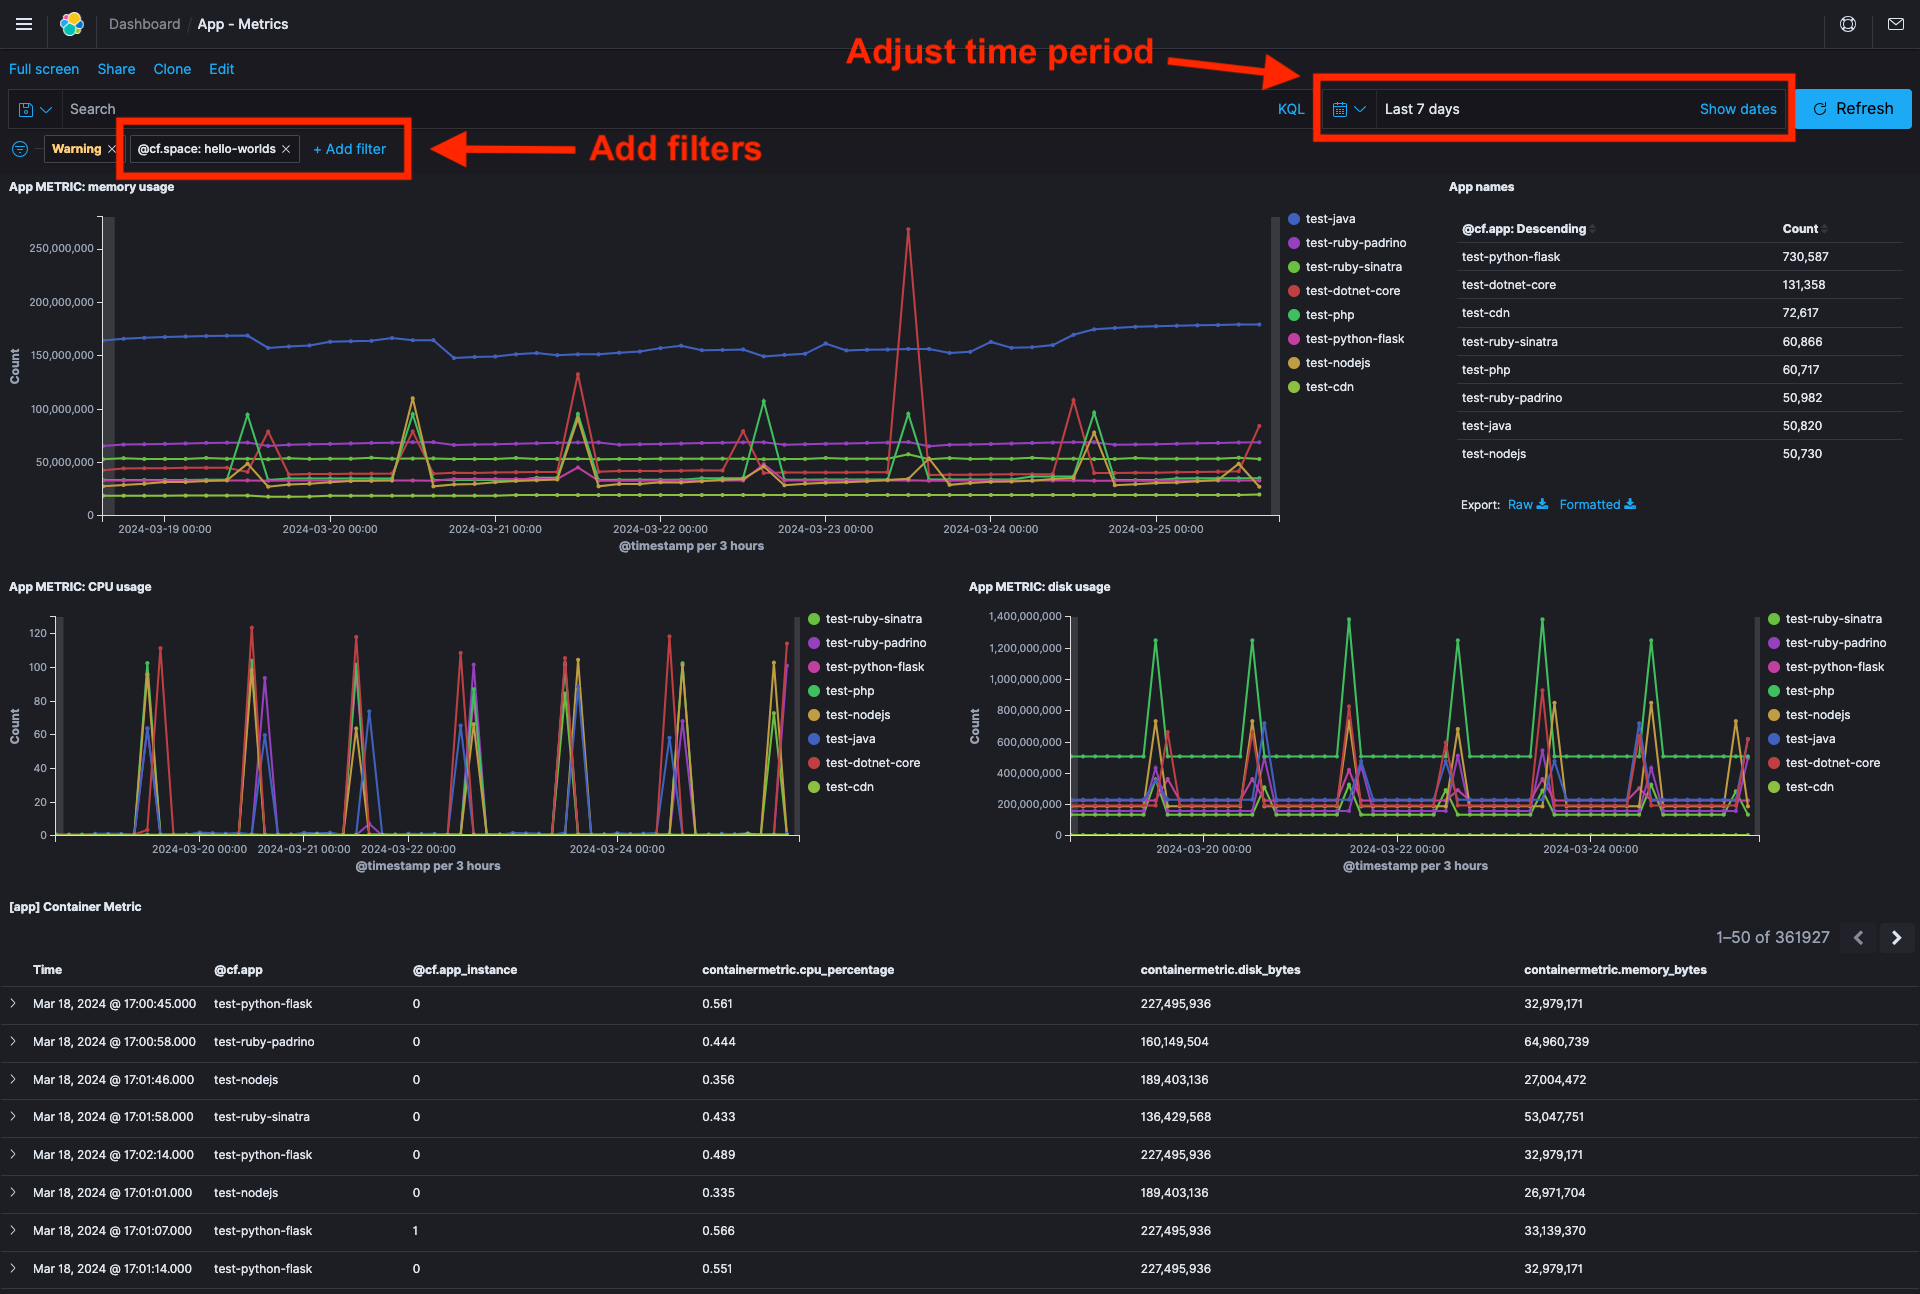 Dashboard / App - Metrics
Adjust time period
Full screen Share Clone Edit
Search KQL Last 7 days Show dates Refresh
Warning × @cf.space: hello-worlds × + Add filter
Add filters
App METRIC: memory usage
Count
250,000,000
200,000,000
150,000,000
100,000,000
50,000,000
0
2024-03-19 00:00 2024-03-20 00:00 2024-03-21 00:00 2024-03-22 00:00 2024-03-23 00:00 2024-03-24 00:00 2024-03-25 00:00
@timestamp per 3 hours
test-java
test-ruby-padrino
test-ruby-sinatra
test-dotnet-core
test-php
test-python-flask
test-nodejs
test-cdn
App names
@cf.app: Descending Count
test-python-flask 730,587
test-dotnet-core 131,358
test-cdn 72,617
test-ruby-sinatra 60,866
test-php 60,717
test-ruby-padrino 50,982
test-java 50,820
test-nodejs 50,730
Export: Raw Formatted
App METRIC: CPU usage
Count
120
100
80
60
40
20
0
2024-03-20 00:00 2024-03-21 00:00 2024-03-22 00:00 2024-03-24 00:00
@timestamp per 3 hours
test-ruby-sinatra
test-ruby-padrino
test-python-flask
test-php
test-nodejs
test-java
test-dotnet-core
test-cdn
App METRIC: disk usage
Count
1,400,000,000
1,200,000,000
1,000,000,000
800,000,000
600,000,000
400,000,000
200,000,000
0
2024-03-20 00:00 2024-03-22 00:00 2024-03-24 00:00
@timestamp per 3 hours
test-ruby-sinatra
test-ruby-padrino
test-python-flask
test-php
test-nodejs
test-java
test-dotnet-core
test-cdn
[app] Container Metric
1–50 of 361927
Time @cf.app @cf.app_instance containermetric.cpu_percentage containermetric.disk_bytes containermetric.memory_bytes
Mar 18, 2024 @ 17:00:45.000 test-python-flask 0 0.561 227,495,936 32,979,171
Mar 18, 2024 @ 17:00:58.000 test-ruby-padrino 0 0.444 160,149,504 64,960,739
Mar 18, 2024 @ 17:01:46.000 test-nodejs 0 0.356 189,403,136 27,004,472
Mar 18, 2024 @ 17:01:58.000 test-ruby-sinatra 0 0.433 136,429,568 53,047,751
Mar 18, 2024 @ 17:02:14.000 test-python-flask 0 0.489 227,495,936 32,979,171
Mar 18, 2024 @ 17:01:01.000 test-nodejs 0 0.335 189,403,136 26,971,704
Mar 18, 2024 @ 17:01:07.000 test-python-flask 1 0.566 227,495,936 33,139,370
Mar 18, 2024 @ 17:01:14.000 test-python-flask 0 0.551 227,495,936 32,979,171